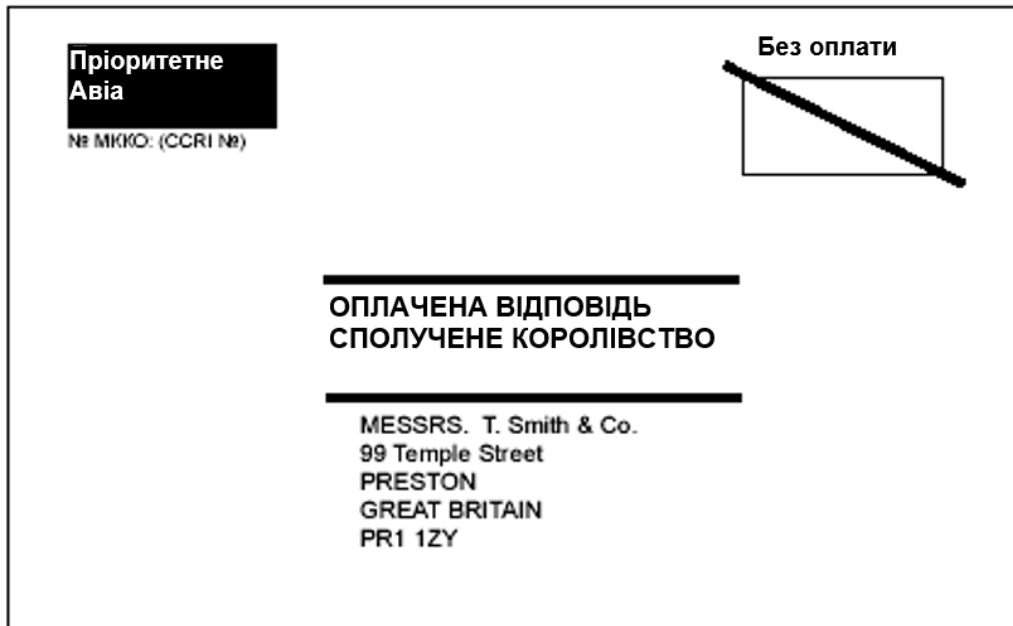 Пріоритетне
Авіа
№ МККО: (CCRI №)
Без оплати
ОПЛАЧЕНА ВІДПОВІДЬ
СПОЛУЧЕНЕ КОРОЛІВСТВО
MESSRS. T. Smith & Co.
99 Temple Street
PRESTON
GREAT BRITAIN
PR1 1ZY